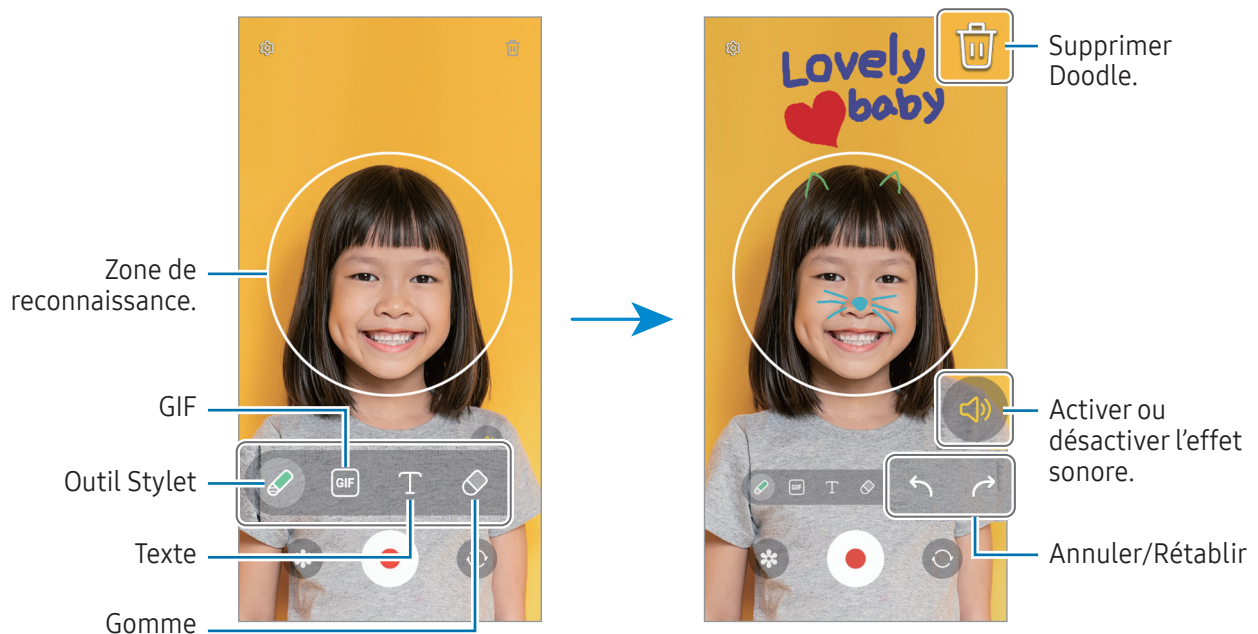 Lovely
baby
Supprimer
Doodle.
Zone de
reconnaissance.
GIF
Outil Stylet
Texte
Gomme
GIF
T
GIF
T
Activer ou
désactiver l’effet
sonore.
Annuler/Rétablir